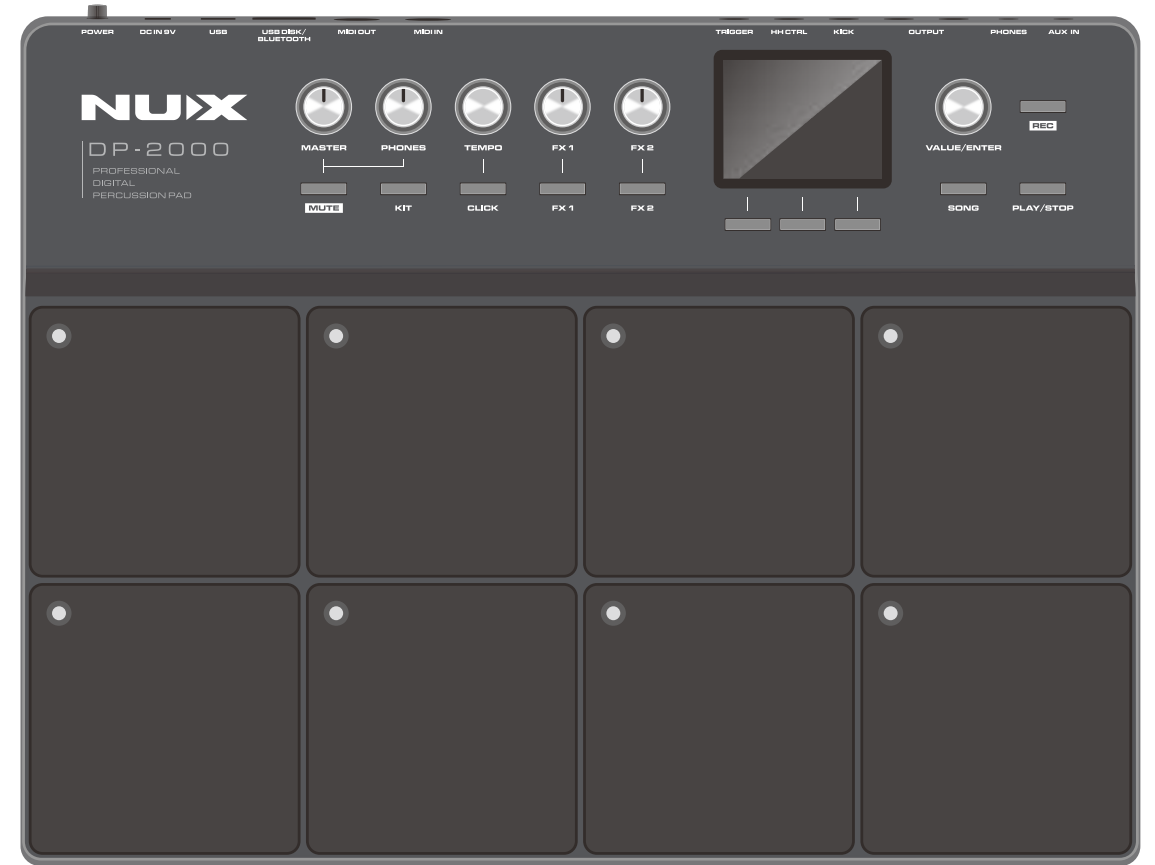 POWER DC IN 9V USB USB DISK/ MIDI OUT MIDI IN TRIGGER HH CTRL KICK OUTPUT PHONES AUX IN
BLUETOOTH
NUX
DP-2000
PROFESSIONAL
DIGITAL
PERCUSSION PAD
MASTER PHONES TEMPO FX 1 FX 2 VALUE/ENTER
REC
MUTE KIT CLICK FX 1 FX 2 SONG PLAY/STOP